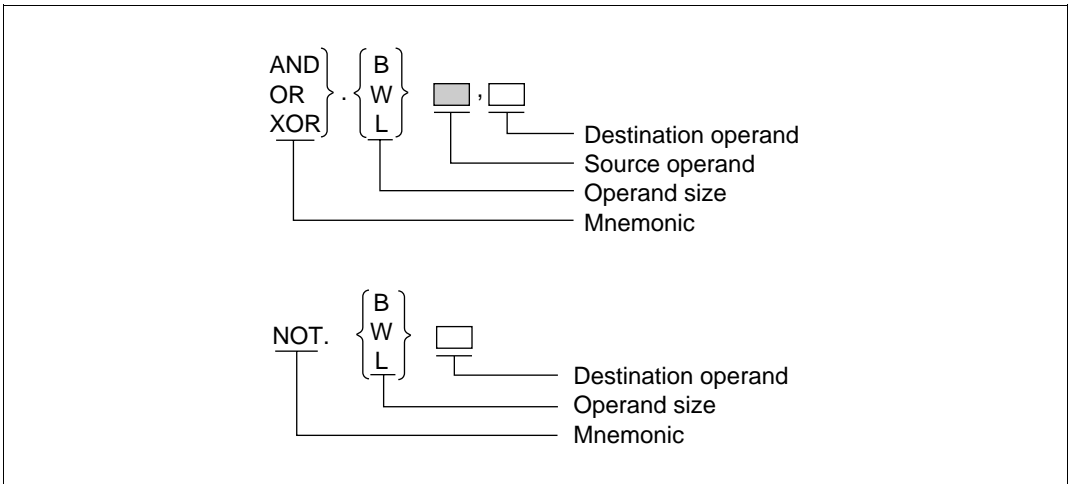 AND B
OR . W ,
XOR L
Destination operand
Source operand
Operand size
Mnemonic
B
NOT. W
L
Destination operand
Operand size
Mnemonic